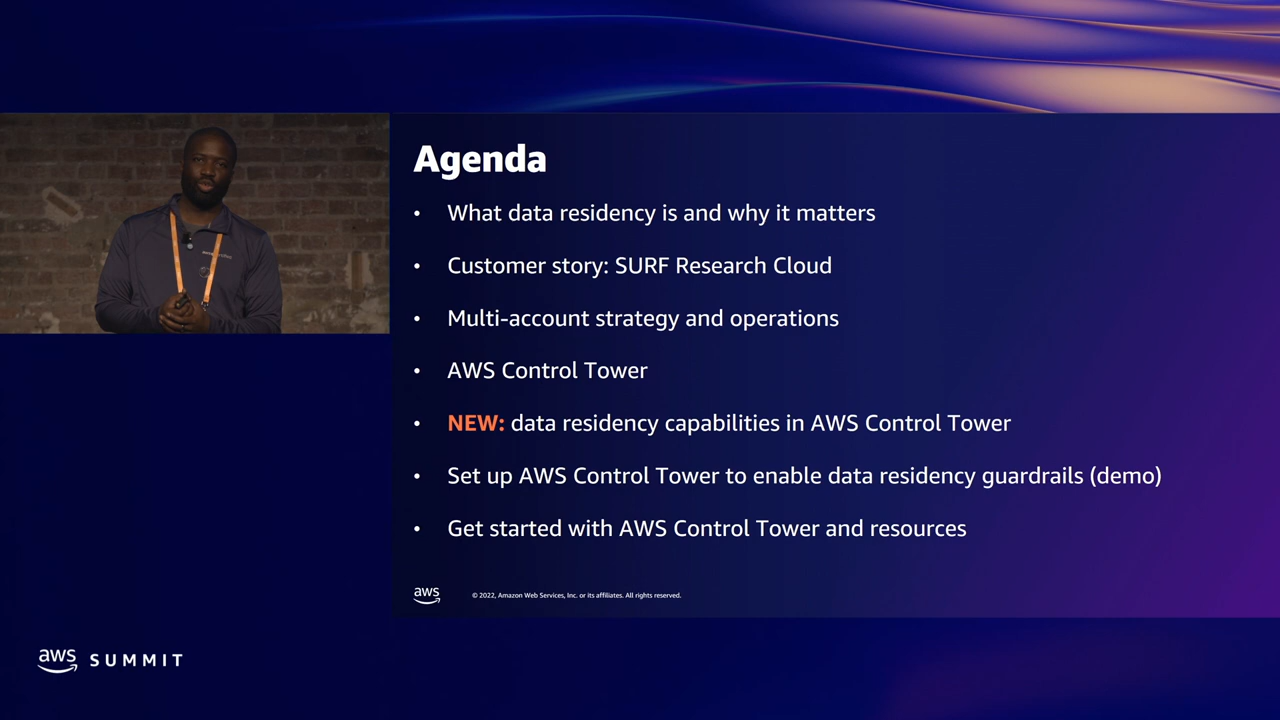 Agenda
• What data residency is and why it matters
• Customer story: SURF Research Cloud
• Multi-account strategy and operations
• AWS Control Tower
• NEW: data residency capabilities in AWS Control Tower
• Set up AWS Control Tower to enable data residency guardrails (demo)
• Get started with AWS Control Tower and resources
aws
© 2022, Amazon Web Services, Inc. or its affiliates. All rights reserved.
aws SUMMIT